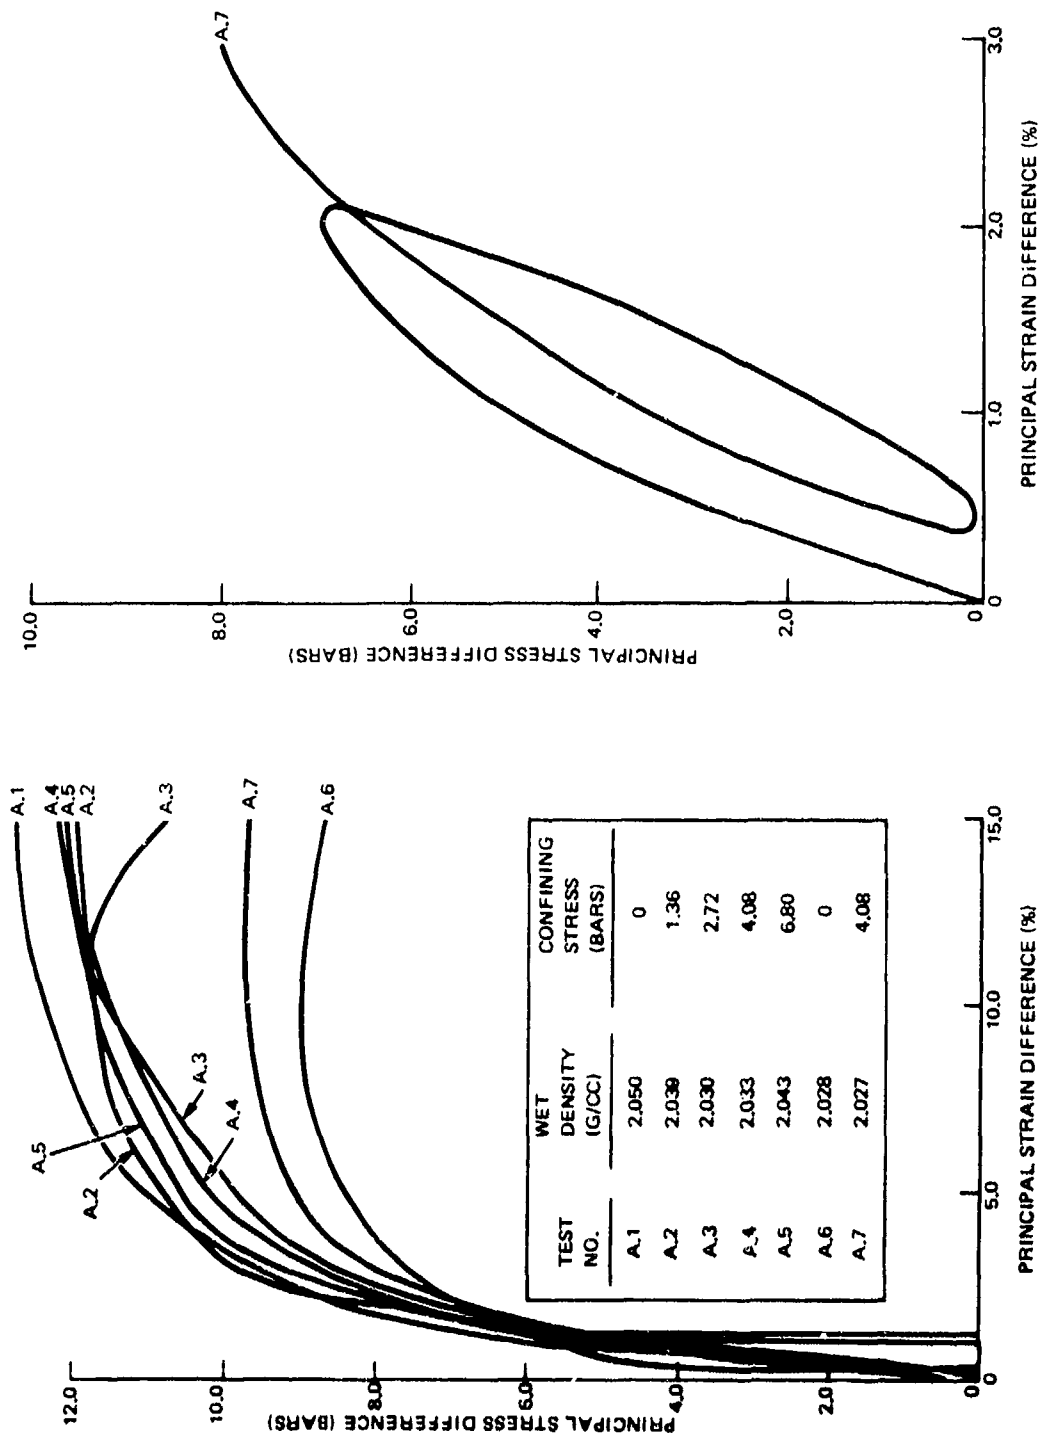 PRINCIPAL STRESS DIFFERENCE (BARS)
12.0
10.0
8.0
6.0
4.0
2.0
0
A.1
A.4
A.5
A.2
A.3
A.7
A.6
A.5
A.2
A.3
A.4
TEST NO. WET DENSITY (G/CC) CONFINING STRESS (BARS)
A.1 2.050 0
A.2 2.039 1.36
A.3 2.030 2.72
A.4 2.033 4.08
A.5 2.043 6.80
A.6 2.028 0
A.7 2.027 4.08
0 5.0 10.0 15.0
PRINCIPAL STRAIN DIFFERENCE (%)
PRINCIPAL STRESS DIFFERENCE (BARS)
10.0
8.0
6.0
4.0
2.0
0
A.7
0 1.0 2.0 3.0
PRINCIPAL STRAIN DIFFERENCE (%)